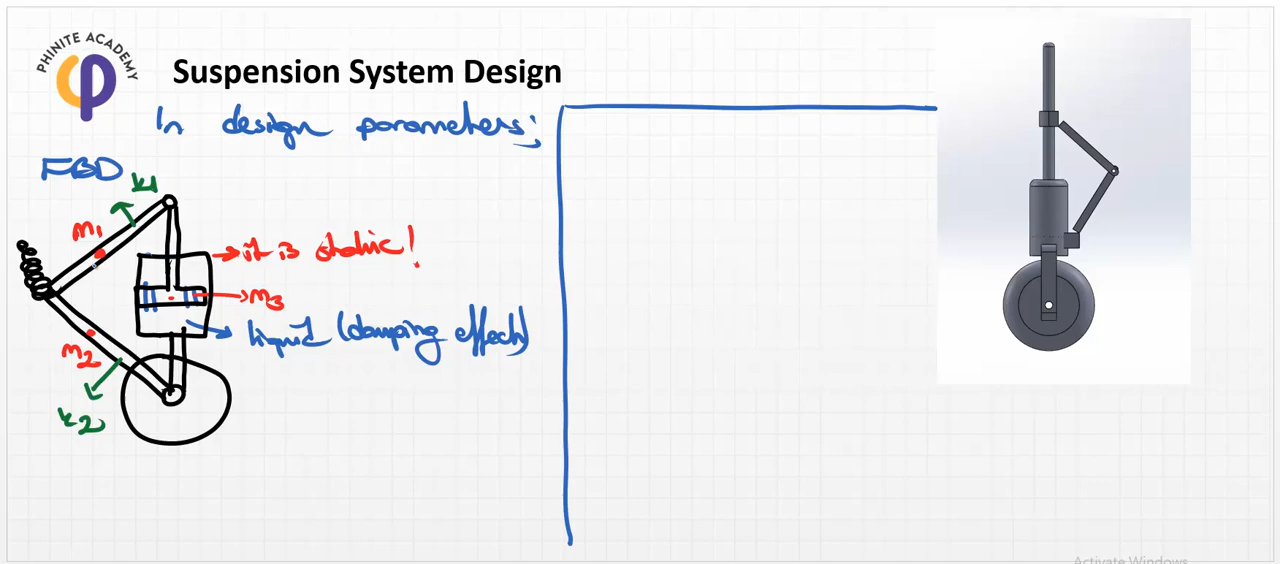 PHINITE ACADEMY
Suspension System Design
In design parameters;
FBD
k1
m1
→ it is static!
→ m3
→ liquid (damping effect)
m2
k2
Activate Windows